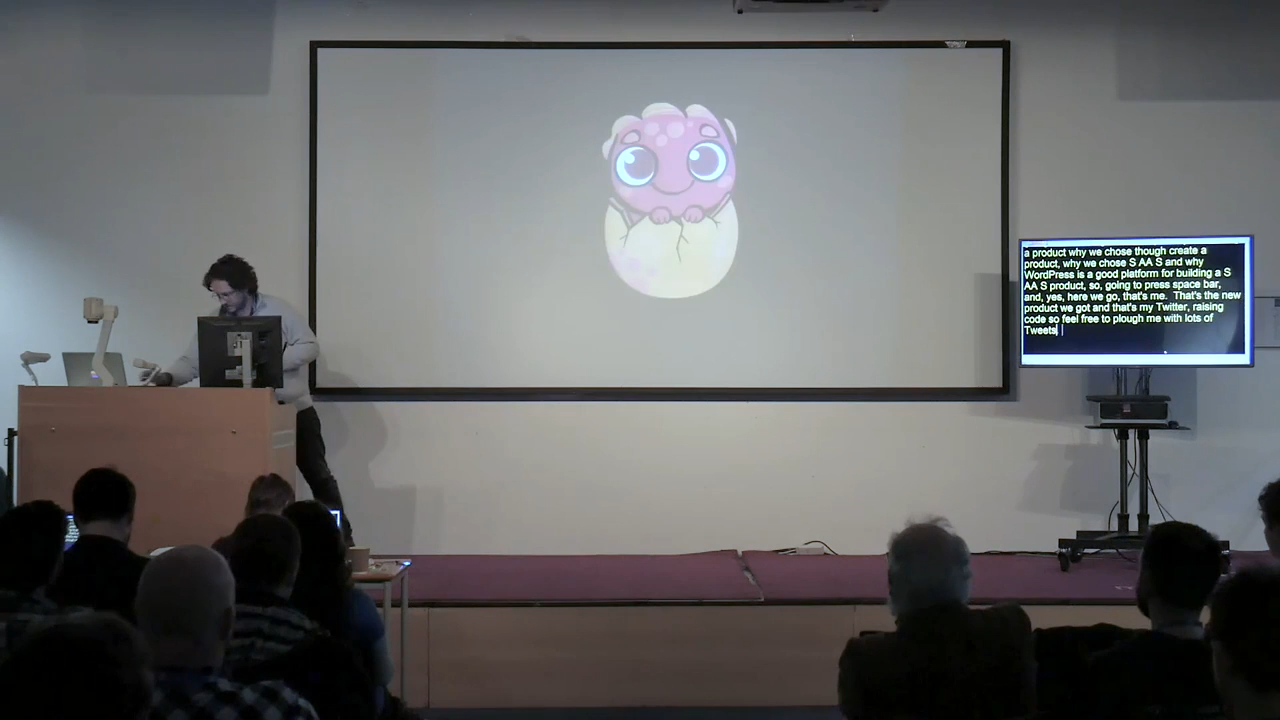 a product why we chose though create a
product, why we chose S AA S and why
WordPress is a good platform for building a S
AA S product, so, going to press space bar,
and, yes, here we go, that's me.  That's the new
product we got and that's my Twitter, raising
code so feel free to plough me with lots of
Tweets